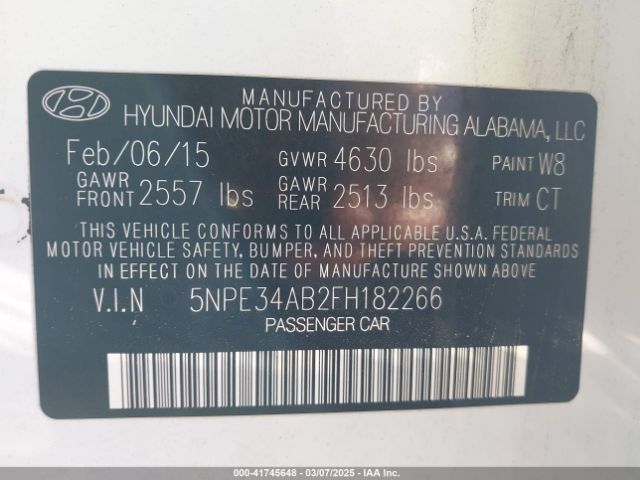 MANUFACTURED BY
HYUNDAI MOTOR MANUFACTURING ALABAMA, LLC
Feb/06/15 GVWR 4630 lbs PAINT W8
GAWR FRONT 2557 lbs GAWR REAR 2513 lbs TRIM CT
THIS VEHICLE CONFORMS TO ALL APPLICABLE U.S.A. FEDERAL
MOTOR VEHICLE SAFETY, BUMPER, AND THEFT PREVENTION STANDARDS
IN EFFECT ON THE DATE OF MANUFACTURE SHOWN ABOVE.
V.I.N 5NPE34AB2FH182266
PASSENGER CAR
000-41745648 - 03/07/2025 - IAA Inc.